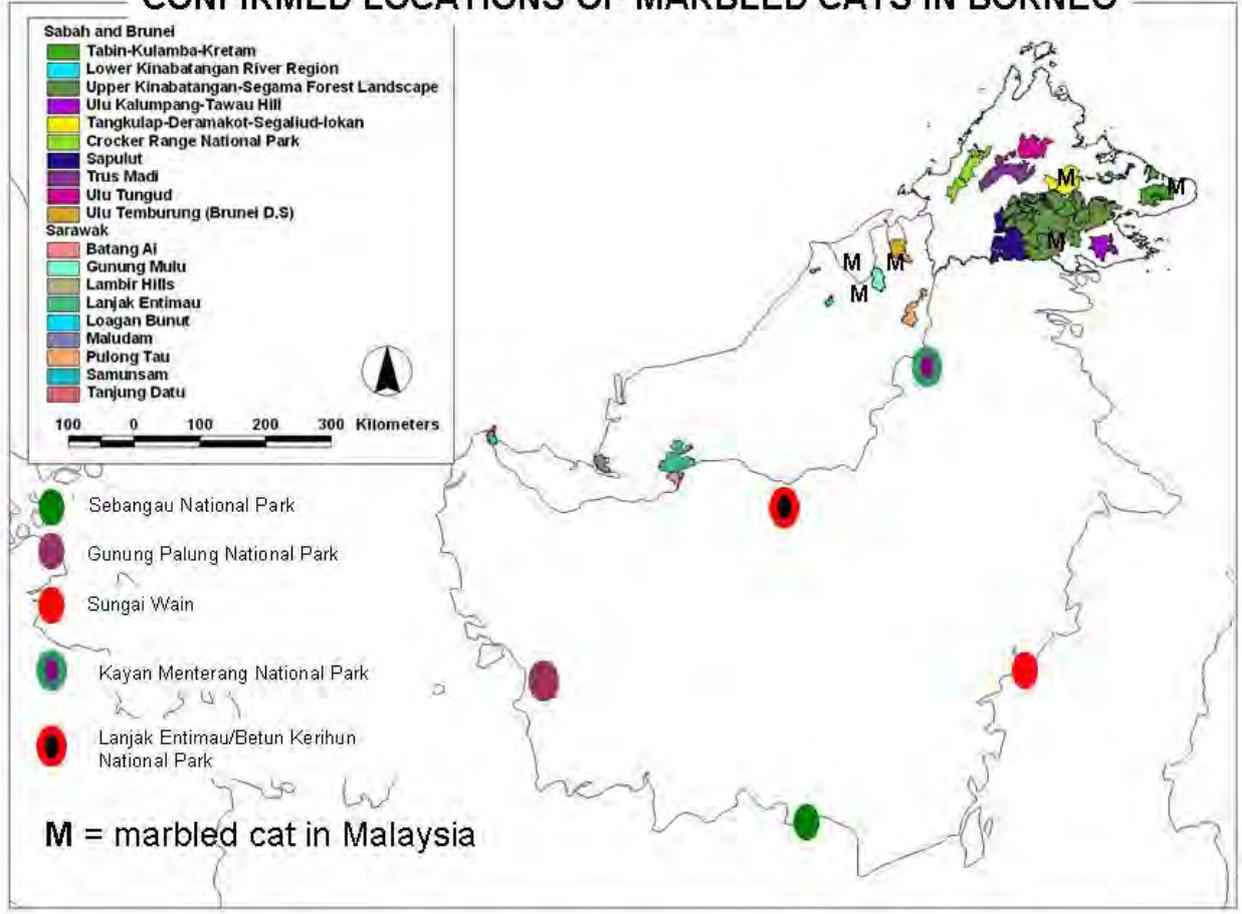 CONFIRMED LOCATIONS OF MARBLED CATS IN BORNEO
Sabah and Brunei
Tabin-Kulamba-Kretam
Lower Kinabatangan River Region
Upper Kinabatangan-Segama Forest Landscape
Ulu Kalumpang-Tawau Hill
Tangkulap-Deramakot-Segaliud-lokan
Crocker Range National Park
Sapulut
Trus Madi
Ulu Tungud
Ulu Temburung (Brunei D.S)
Sarawak
Batang Ai
Gunung Mulu
Lambir Hills
Lanjak Entimau
Loagan Bunut
Maludam
Pulong Tau
Samunsam
Tanjung Datu
100 0 100 200 300 Kilometers
Sebangau National Park
Gunung Palung National Park
Sungai Wain
Kayan Menterang National Park
Lanjak Entimau/Betun Kerihun
National Park
M = marbled cat in Malaysia
M
M
M
M
M
M